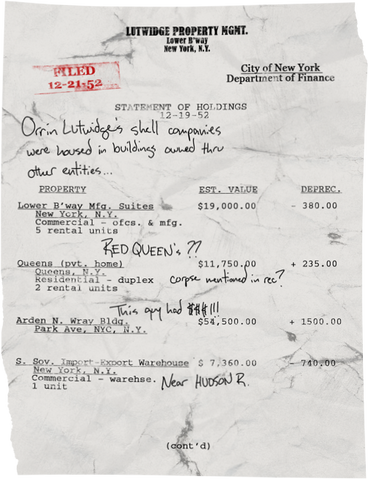 LUTWIDGE PROPERTY MGMT.
Lower B'way
New York, N.Y.
FILED
12-21-52
City of New York
Department of Finance
STATEMENT OF HOLDINGS
12-19-52
Orrin Lutwidge's shell companies
were housed in buildings owned thru
other entities...
PROPERTY EST. VALUE DEPREC.
Lower B'way Mfg. Suites $19,000.00 - 380.00
New York, N.Y.
Commercial - ofcs. & mfg.
5 rental units
RED QUEEN'S ??
Queens (pvt. home) $11,750.00 + 235.00
Queens, N.Y.
Residential - duplex corpse mentioned in rec?
2 rental units
This guy had $$$!!!
Arden N. Wray Bldg. $54,500.00 + 1500.00
Park Ave, NYC, N.Y.
S. Sov. Import-Export Warehouse $ 7,360.00 - 740.00
New York, N.Y.
Commercial - warehse. Near HUDSON R.
1 unit
(cont'd)